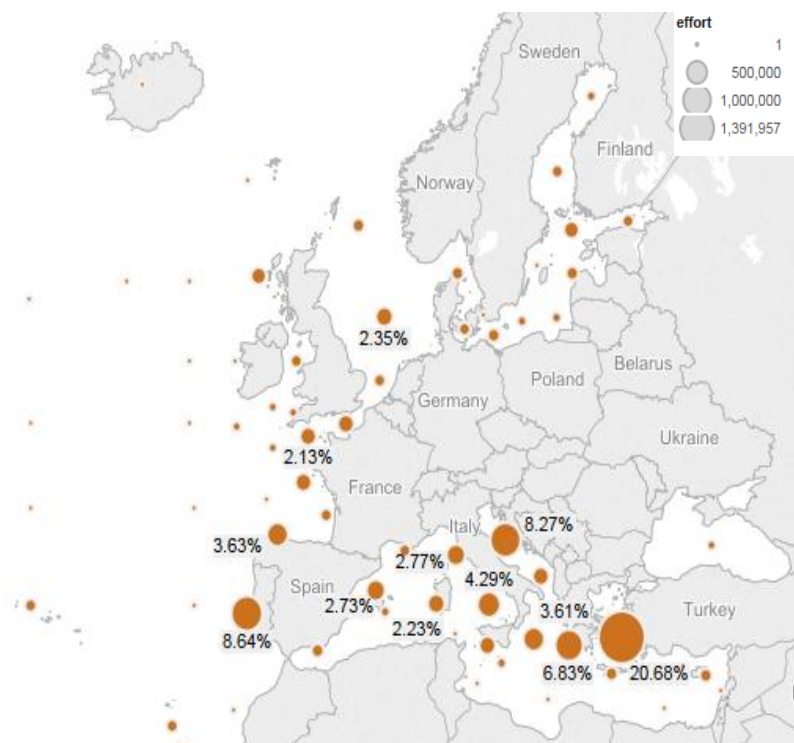 effort
1
500,000
1,000,000
1,391,957
Sweden
Finland
Norway
2.35%
Belarus
Poland
Germany
Ukraine
2.13%
France
8.27%
Italy
3.63%
2.77%
4.29%
Spain
2.73%
3.61%
Turkey
2.23%
8.64%
6.83%
20.68%